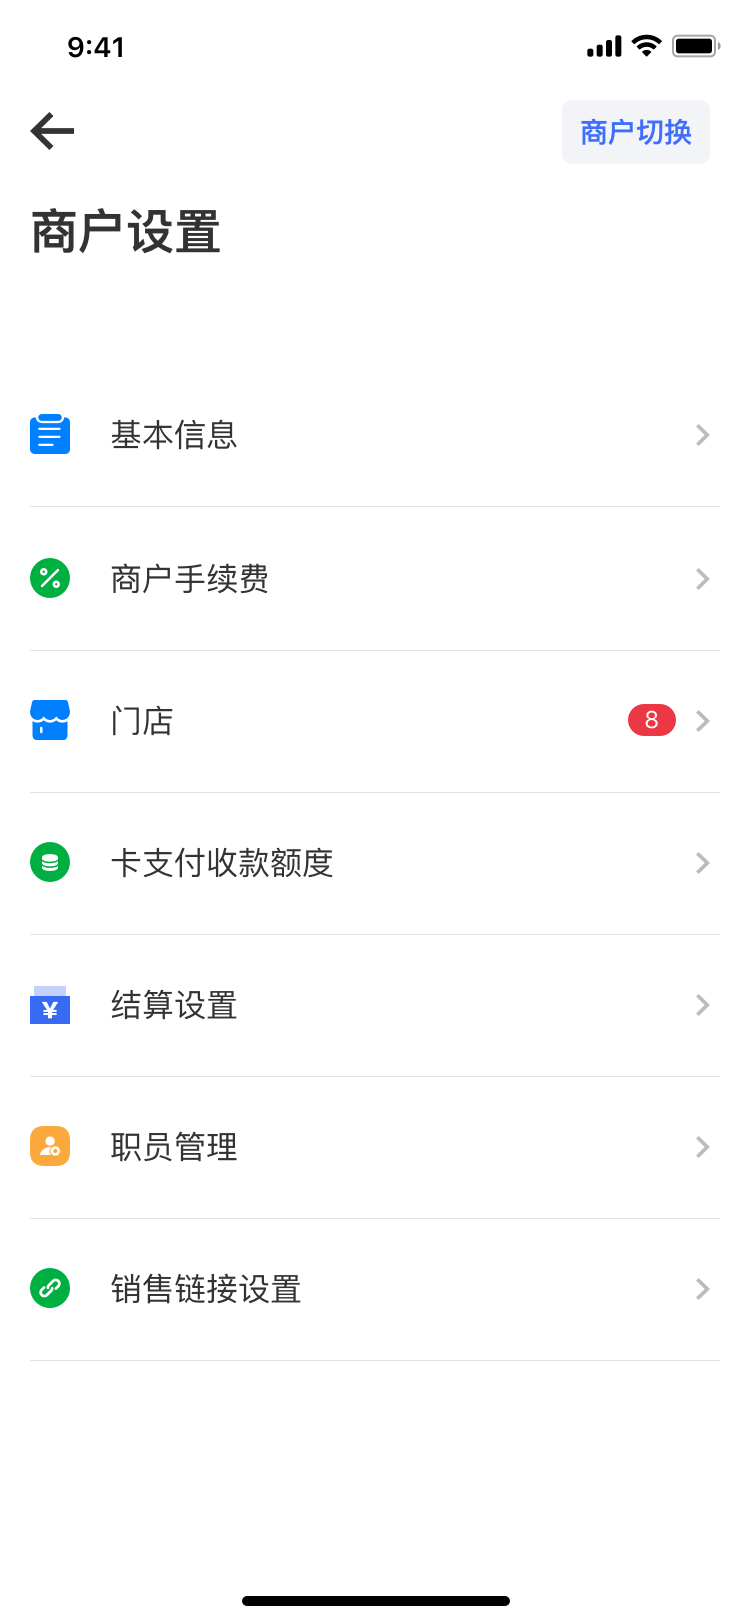 9:41
商户切换
商户设置
基本信息
商户手续费
门店
8
卡支付收款额度
¥
结算设置
职员管理
销售链接设置